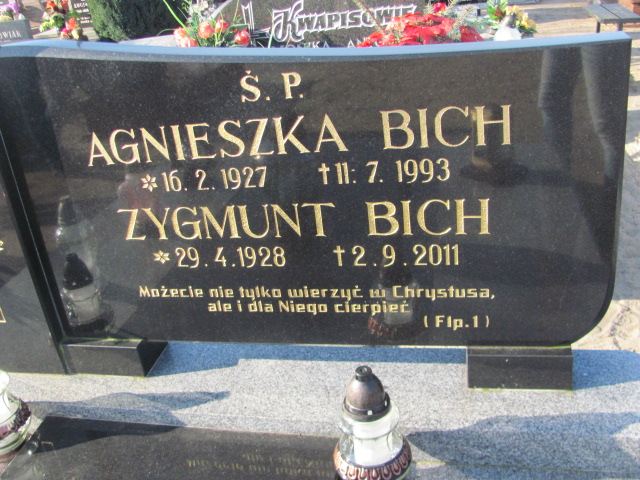 KWAPISOWIE
Ś. P.
AGNIESZKA BICH
*16. 2. 1927 †11. 7. 1993
ZYGMUNT BICH
*29. 4. 1928 †2. 9. 2011
Możecie nie tylko wierzyć w Chrystusa,
ale i dla Niego cierpieć
(Flp.1)